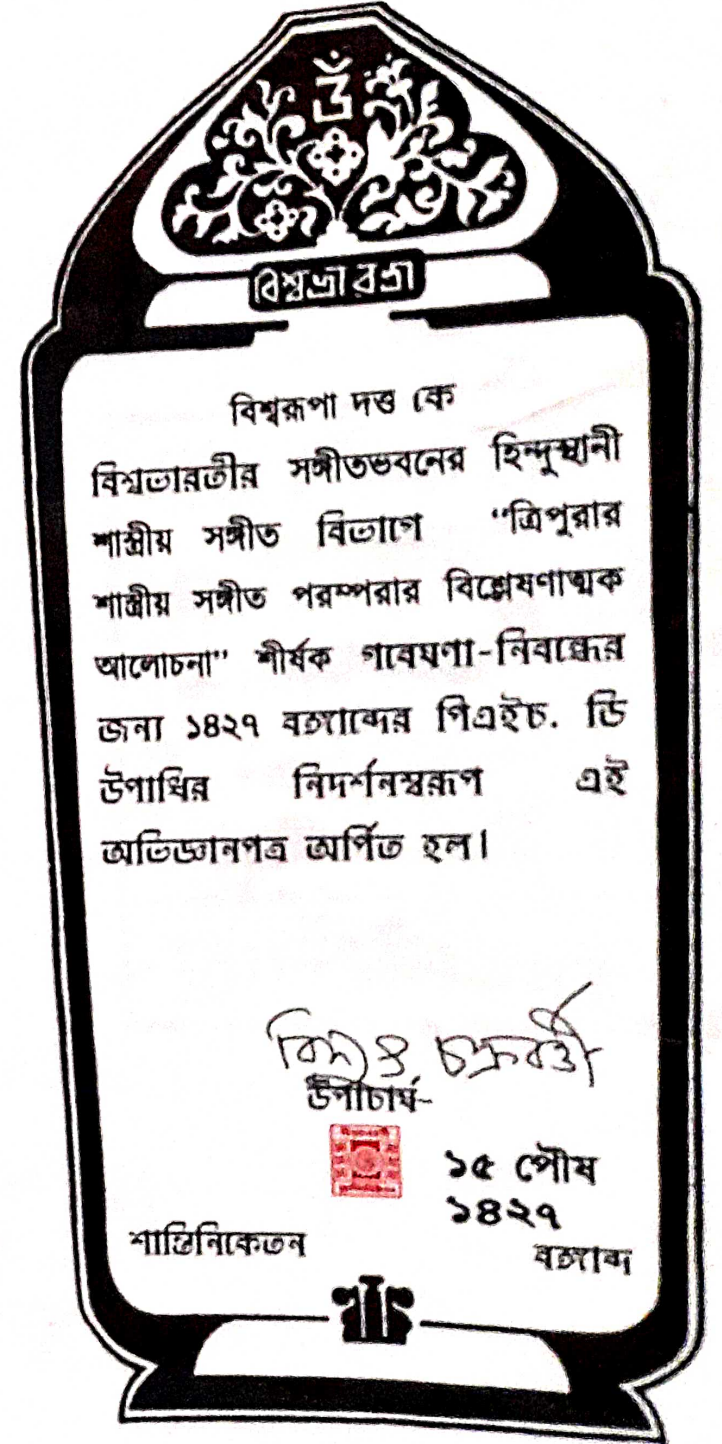 ওঁ
বিশ্বভারতী
বিশ্বরূপা দত্ত কে
বিশ্বভারতীর সঙ্গীতভবনের হিন্দুস্থানী
শাস্ত্রীয় সঙ্গীত বিভাগে “ত্রিপুরার
শাস্ত্রীয় সঙ্গীত পরম্পরার বিশ্লেষণাত্মক
আলোচনা” শীর্ষক গবেষণা-নিবন্ধের
জন্য ১৪২৭ বঙ্গাব্দের পিএইচ. ডি
উপাধির নিদর্শনস্বরূপ এই
অভিজ্ঞানপত্র অর্পিত হল।
চক্রবর্তী
উপাচার্য-
১৫ পৌষ
১৪২৭
শান্তিনিকেতন বঙ্গাব্দ